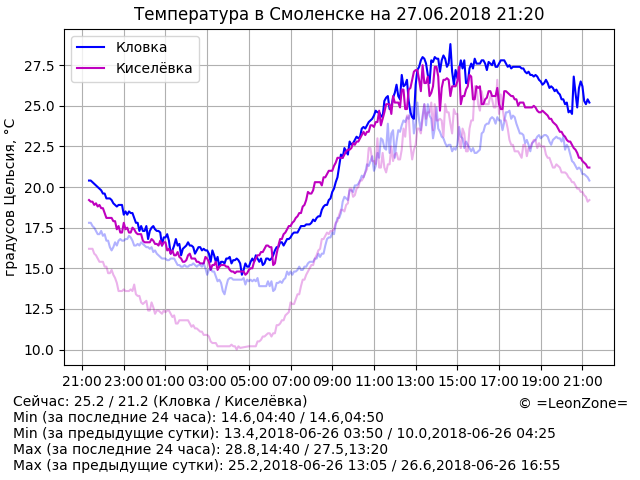 Температура в Смоленске на 27.06.2018 21:20
Кловка
Киселёвка
градусов Цельсия, °C
27.5
25.0
22.5
20.0
17.5
15.0
12.5
10.0
21:00 23:00 01:00 03:00 05:00 07:00 09:00 11:00 13:00 15:00 17:00 19:00 21:00
Сейчас: 25.2 / 21.2 (Кловка / Киселёвка)
© =LeonZone=
Min (за последние 24 часа): 14.6,04:40 / 14.6,04:50
Min (за предыдущие сутки): 13.4,2018-06-26 03:50 / 10.0,2018-06-26 04:25
Max (за последние 24 часа): 28.8,14:40 / 27.5,13:20
Max (за предыдущие сутки): 25.2,2018-06-26 13:05 / 26.6,2018-06-26 16:55